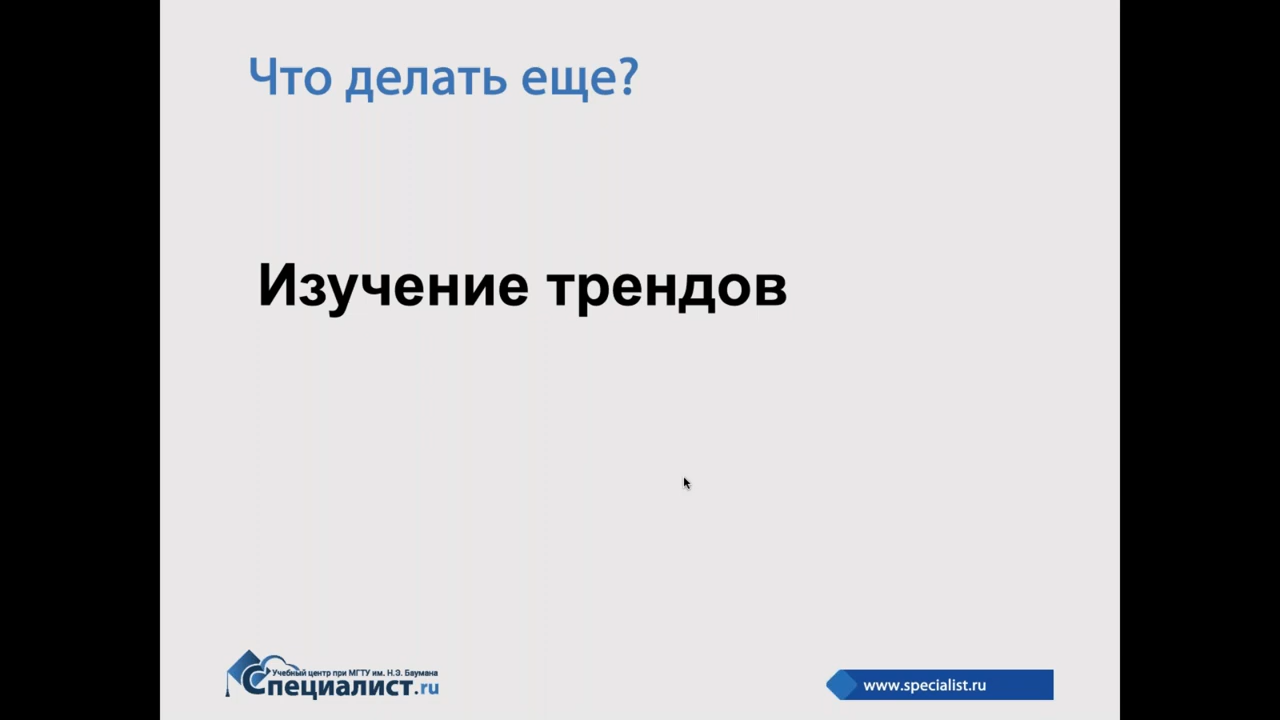 Что делать еще?
Изучение трендов
Учебный центр при МГТУ им. Н.Э. Баумана
Специалист.ru
www.specialist.ru